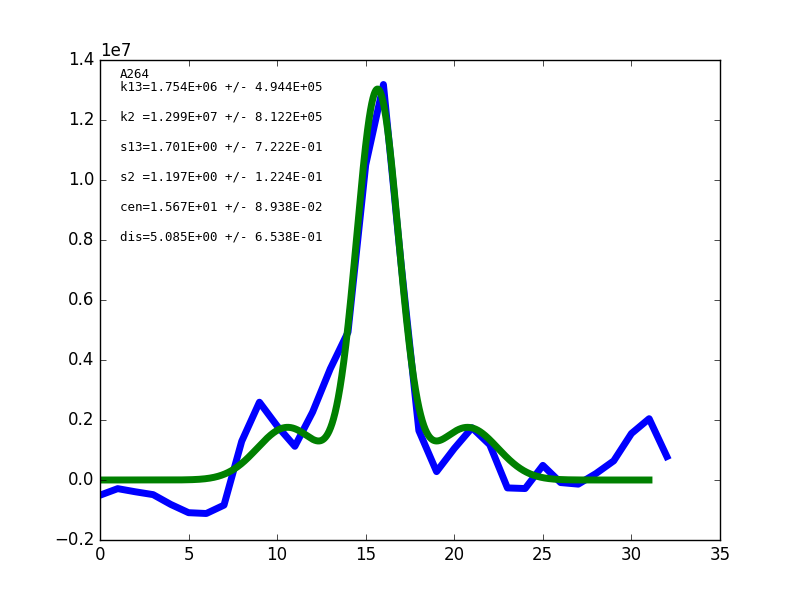 1e7
1.4
A264
k13=1.754E+06 +/- 4.944E+05
1.2
k2 =1.299E+07 +/- 8.122E+05
s13=1.701E+00 +/- 7.222E-01
1.0
s2 =1.197E+00 +/- 1.224E-01
cen=1.567E+01 +/- 8.938E-02
0.8
dis=5.085E+00 +/- 6.538E-01
0.6
0.4
0.2
0.0
−0.2
0 5 10 15 20 25 30 35